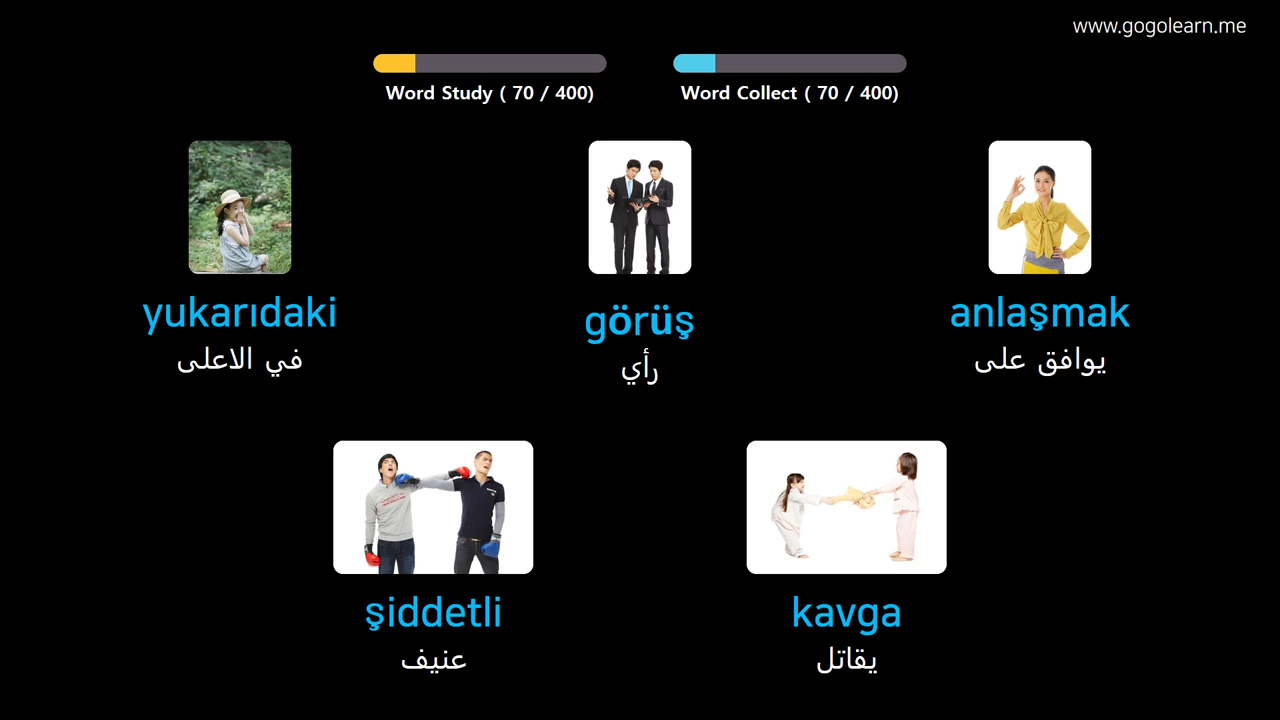 www.gogolearn.me
Word Study ( 70 / 400)
Word Collect ( 70 / 400)
yukarıdaki
في الاعلى
görüş
رأي
anlaşmak
يوافق على
şiddetli
عنيف
kavga
يقاتل